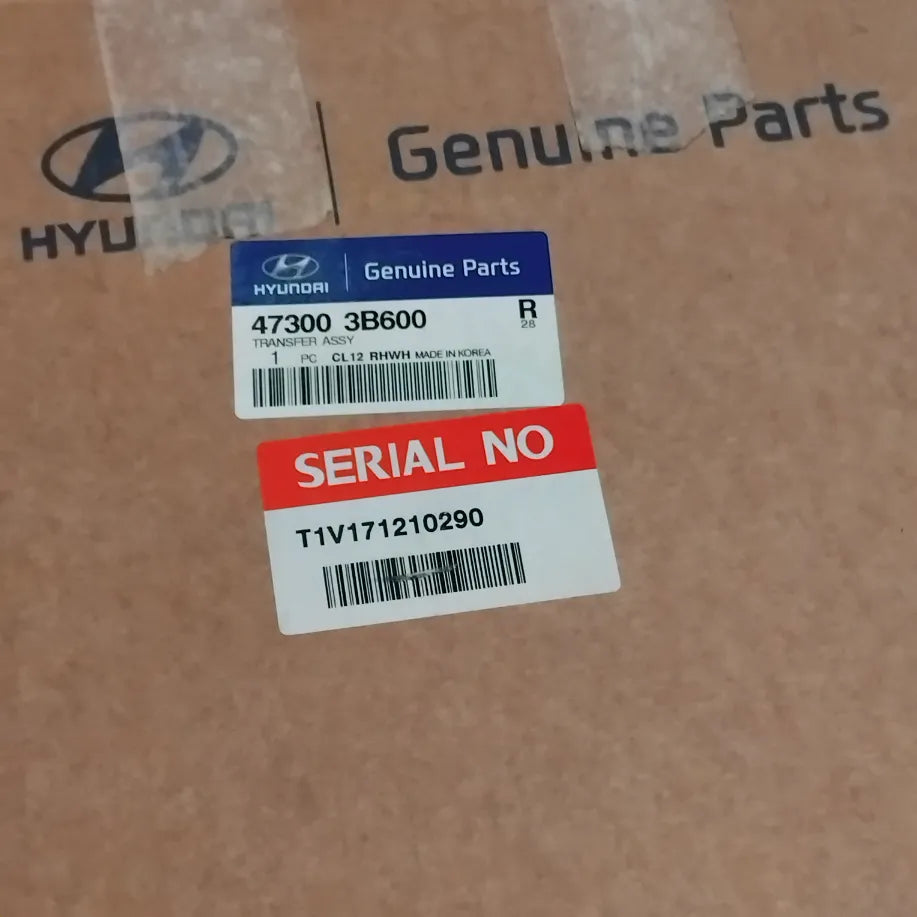 HYUNDAI
Genuine Parts
HYUNDAI
Genuine Parts
47300 3B600
R
28
TRANSFER ASSY
1 PC CL12 RHWH MADE IN KOREA
SERIAL NO
T1V171210290